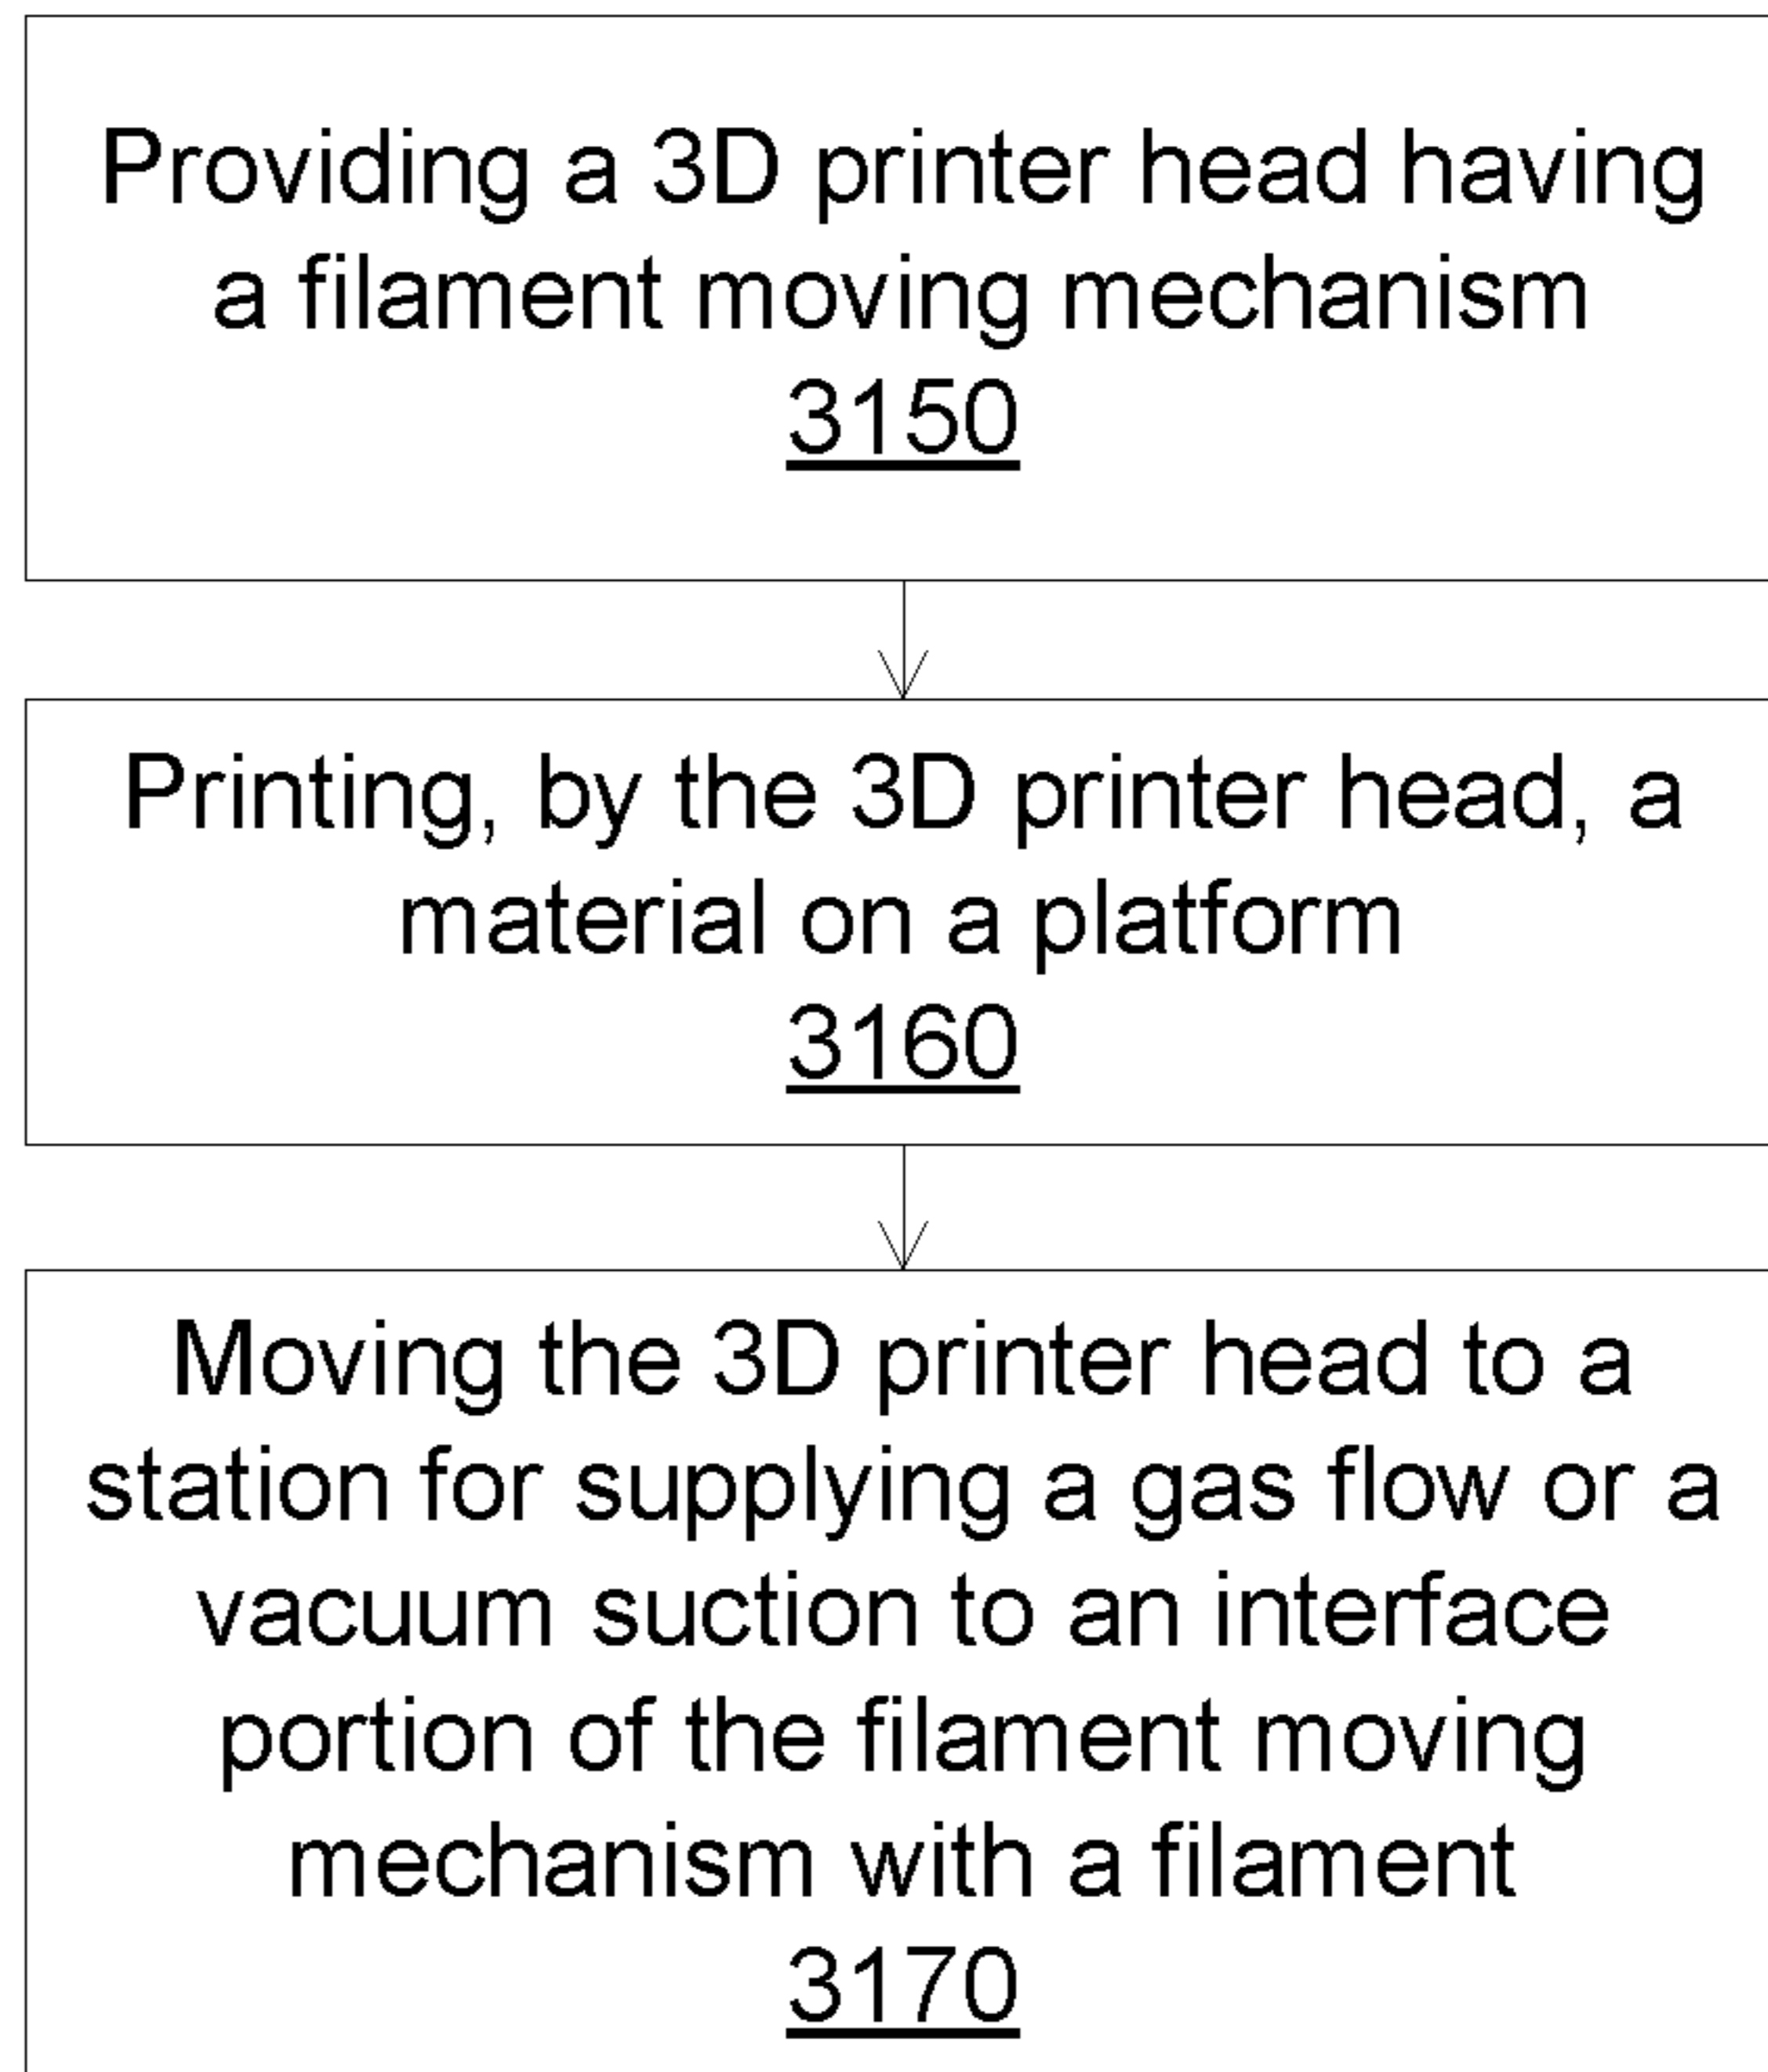 Providing a 3D printer head having
a filament moving mechanism
3150
Printing, by the 3D printer head, a
material on a platform
3160
Moving the 3D printer head to a
station for supplying a gas flow or a
vacuum suction to an interface
portion of the filament moving
mechanism with a filament
3170